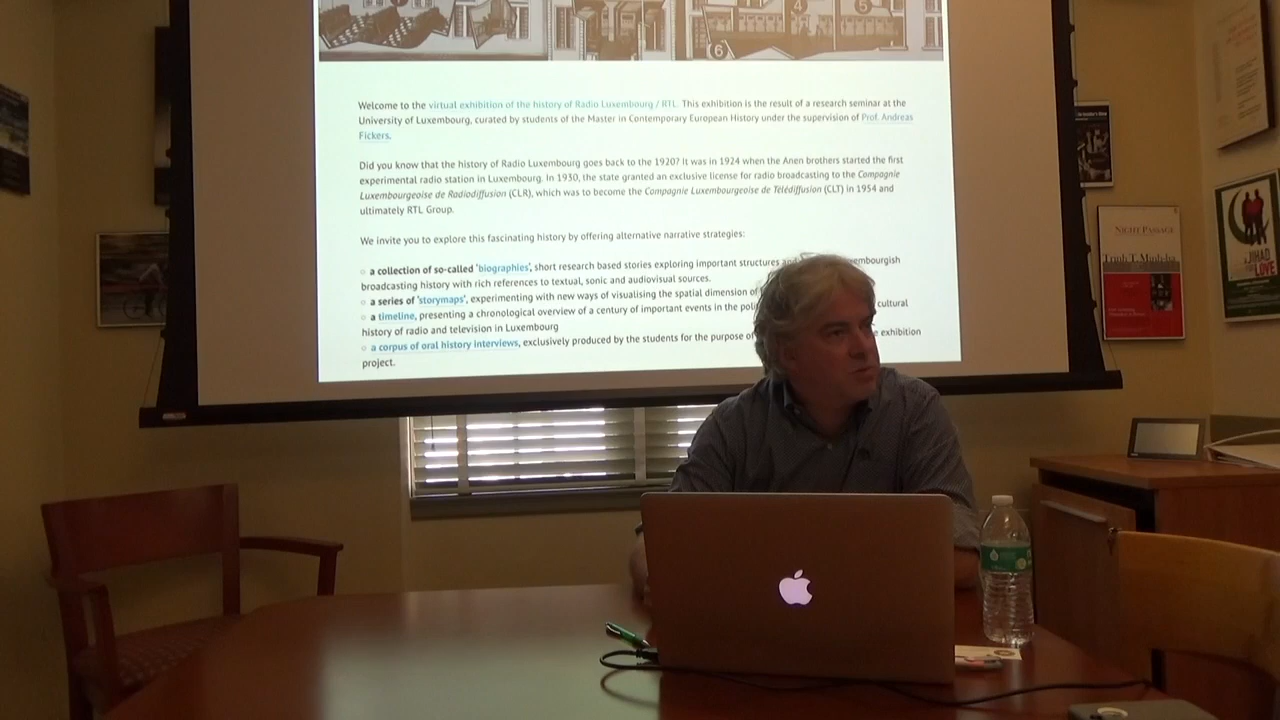 4
5
6
Welcome to the virtual exhibition of the history of Radio Luxembourg / RTL. This exhibition is the result of a research seminar at the
University of Luxembourg, curated by students of the Master in Contemporary European History under the supervision of Prof. Andreas
Fickers.
Did you know that the history of Radio Luxembourg goes back to the 1920? It was in 1924 when the Anen brothers started the first
experimental radio station in Luxembourg. In 1930, the state granted an exclusive license for radio broadcasting to the Compagnie
Luxembourgeoise de Radiodiffusion (CLR), which was to become the Compagnie Luxembourgeoise de Télédiffusion (CLT) in 1954 and
ultimately RTL Group.
We invite you to explore this fascinating history by offering alternative narrative strategies:
a collection of so-called 'biographies', short research based stories exploring important structures and
broadcasting history with rich references to textual, sonic and audiovisual sources.
a series of 'storymaps', experimenting with new ways of visualising the spatial dimension of
a timeline, presenting a chronological overview of a century of important events in the cultural
history of radio and television in Luxembourg
a corpus of oral history interviews, exclusively produced by the students for the purpose of exhibition
project.
NIGHT PASSAGE
Trinh T. Minh-ha
JIHAD
LOVE